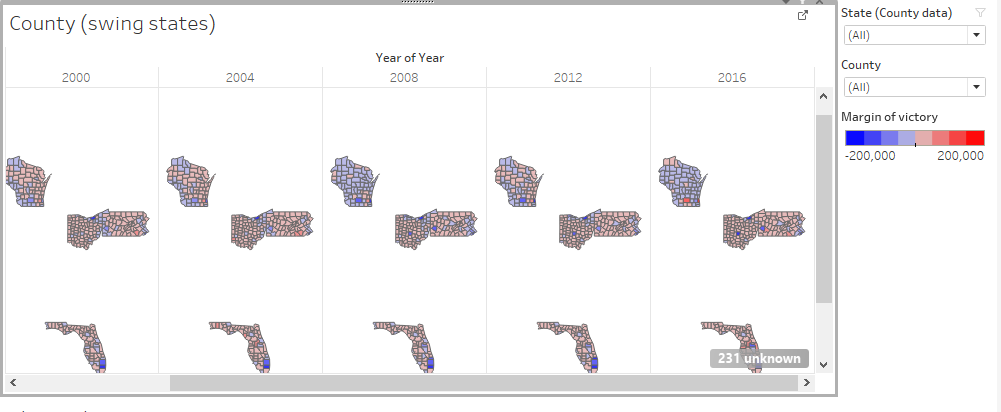 County (swing states)
Year of Year
2000 2004 2008 2012 2016
231 unknown
State (County data)
(All)
County
(All)
Margin of victory
-200,000 200,000